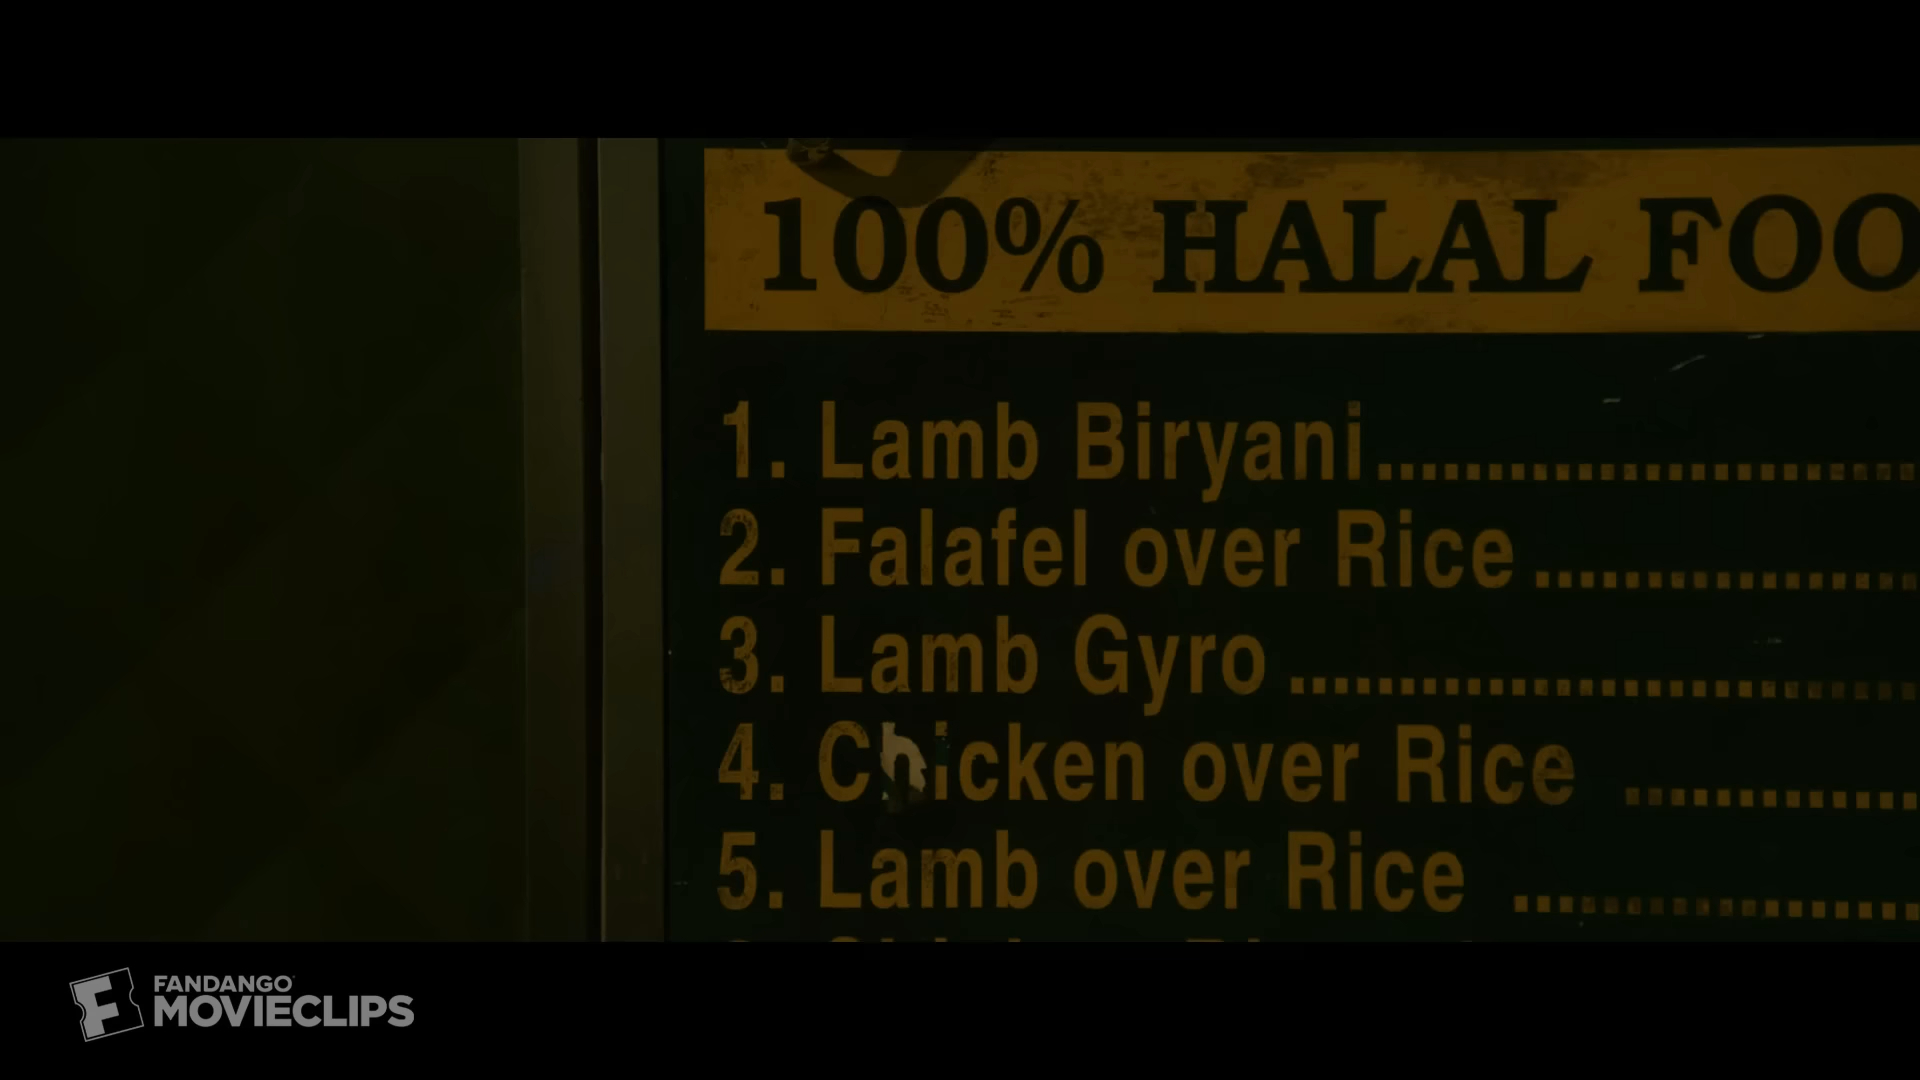 100% HALAL FOO
1. Lamb Biryani
2. Falafel over Rice
3. Lamb Gyro
4. Chicken over Rice
5. Lamb over Rice
FANDANGO
MOVIECLIPS